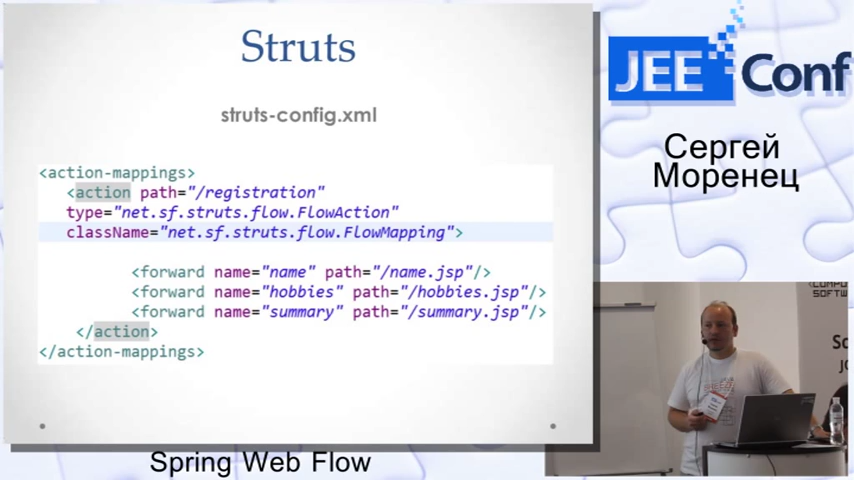 Struts
struts-config.xml
<action-mappings>
<action path="/registration"
type="net.sf.struts.flow.FlowAction"
className="net.sf.struts.flow.FlowMapping">
<forward name="name" path="/name.jsp"/>
<forward name="hobbies" path="/hobbies.jsp"/>
<forward name="summary" path="/summary.jsp"/>
</action>
</action-mappings>
JEE Conf
Сергей
Моренец
Spring Web Flow